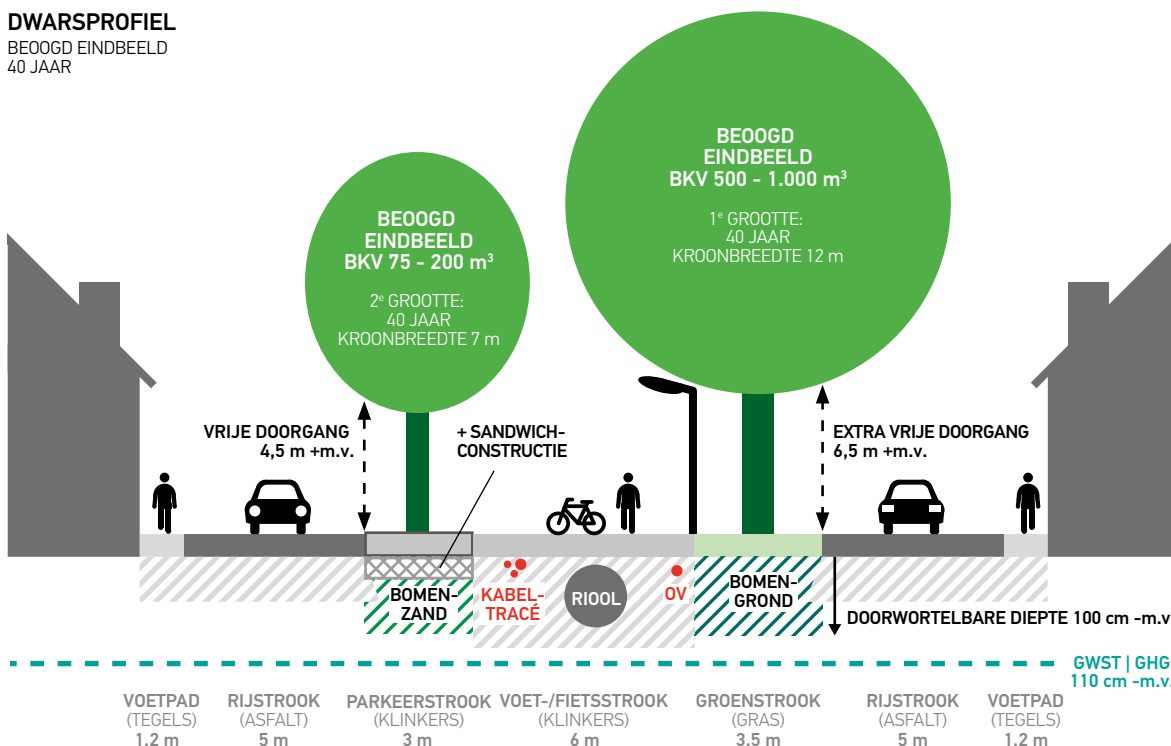 DWARSPROFIEL
BEOOGD EINDBEELD
40 JAAR
BEOOGD
EINDBEELD
BKV 75 - 200 m³
2ᵉ GROOTTE:
40 JAAR
KROONBREEDTE 7 m
BEOOGD
EINDBEELD
BKV 500 - 1.000 m³
1ᵉ GROOTTE:
40 JAAR
KROONBREEDTE 12 m
VRIJE DOORGANG
4,5 m +m.v.
+ SANDWICH-
CONSTRUCTIE
EXTRA VRIJE DOORGANG
6,5 m +m.v.
BOMEN-
ZAND
KABEL-
TRACÉ
RIOOL
OV
BOMEN-
GROND
DOORWORTELBARE DIEPTE 100 cm -m.v
GWST | GHG
110 cm -m.v.
VOETPAD
(TEGELS)
1.2 m
RIJSTROOK
(ASFALT)
5 m
PARKEERSTROOK
(KLINKERS)
3 m
VOET-/FIETSSTROOK
(KLINKERS)
6 m
GROENSTROOK
(GRAS)
3.5 m
RIJSTROOK
(ASFALT)
5 m
VOETPAD
(TEGELS)
1.2 m